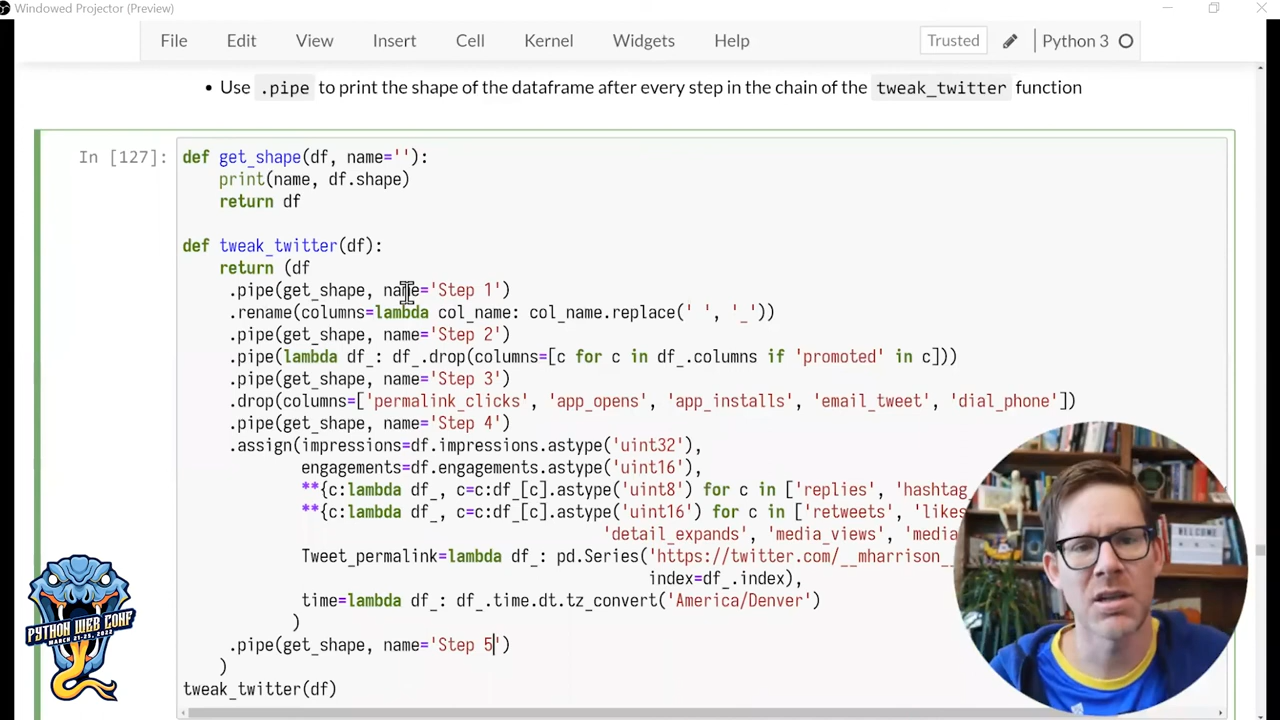 Windowed Projector (Preview)
File Edit View Insert Cell Kernel Widgets Help Trusted Python 3
• Use .pipe to print the shape of the dataframe after every step in the chain of the tweak_twitter function
In [127]:
def get_shape(df, name=''):
    print(name, df.shape)
    return df
def tweak_twitter(df):
    return (df
     .pipe(get_shape, name='Step 1')
     .rename(columns=lambda col_name: col_name.replace(' ', '_'))
     .pipe(get_shape, name='Step 2')
     .pipe(lambda df_: df_.drop(columns=[c for c in df_.columns if 'promoted' in c]))
     .pipe(get_shape, name='Step 3')
     .drop(columns=['permalink_clicks', 'app_opens', 'app_installs', 'email_tweet', 'dial_phone'])
     .pipe(get_shape, name='Step 4')
     .assign(impressions=df.impressions.astype('uint32'),
             engagements=df.engagements.astype('uint16'),
             **{c:lambda df_, c=c:df_[c].astype('uint8') for c in ['replies', 'hashtag
             **{c:lambda df_, c=c:df_[c].astype('uint16') for c in ['retweets', 'likes
                                              'detail_expands', 'media_views', 'media
             Tweet_permalink=lambda df_: pd.Series('https://twitter.com/__mharrison__
                                                   index=df_.index),
             time=lambda df_: df_.time.dt.tz_convert('America/Denver')
            )
     .pipe(get_shape, name='Step 5')
    )
tweak_twitter(df)
WELCOME
PYTHON WEB CONF
MARCH 21-25, 2022